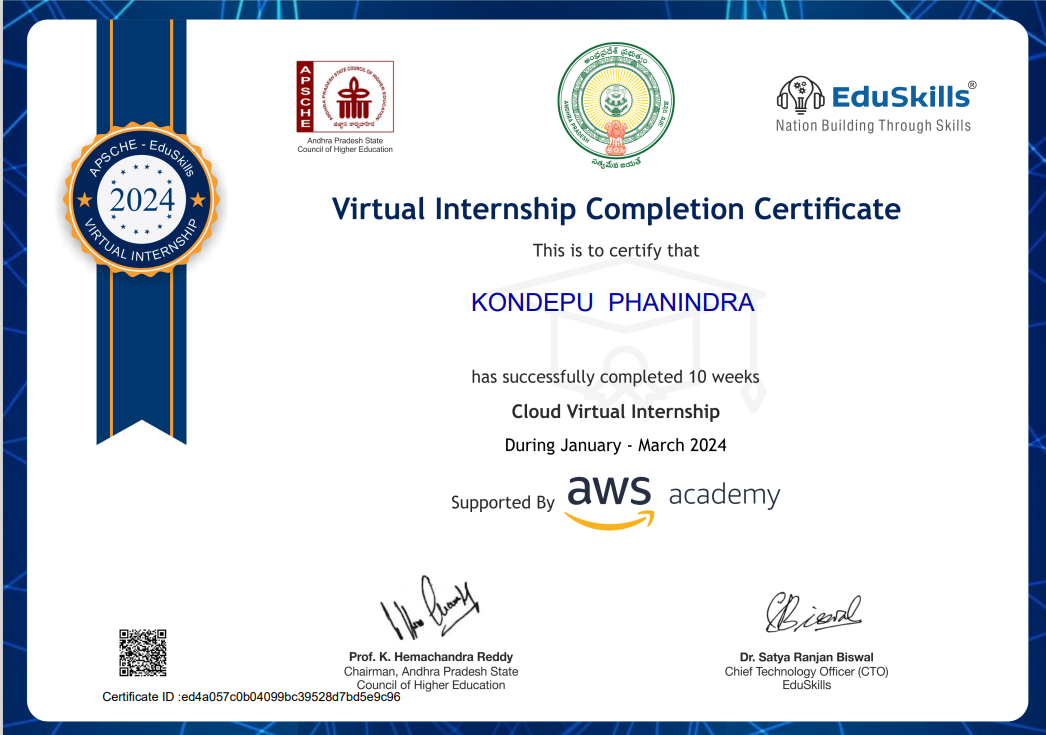 APSCHE - EduSkills
2024
VIRTUAL INTERNSHIP
APSCHE
ANDHRA PRADESH STATE COUNCIL OF HIGHER EDUCATION
Andhra Pradesh State
Council of Higher Education
ఆంధ్రప్రదేశ్ ప్రభుత్వం
ANDHRA PRADESH
సత్యమేవ జయతే
EduSkills®
Nation Building Through Skills
Virtual Internship Completion Certificate
This is to certify that
KONDEPU PHANINDRA
has successfully completed 10 weeks
Cloud Virtual Internship
During January - March 2024
Supported By aws academy
Prof. K. Hemachandra Reddy
Chairman, Andhra Pradesh State
Council of Higher Education
Dr. Satya Ranjan Biswal
Chief Technology Officer (CTO)
EduSkills
Certificate ID :ed4a057c0b04099bc39528d7bd5e9c96